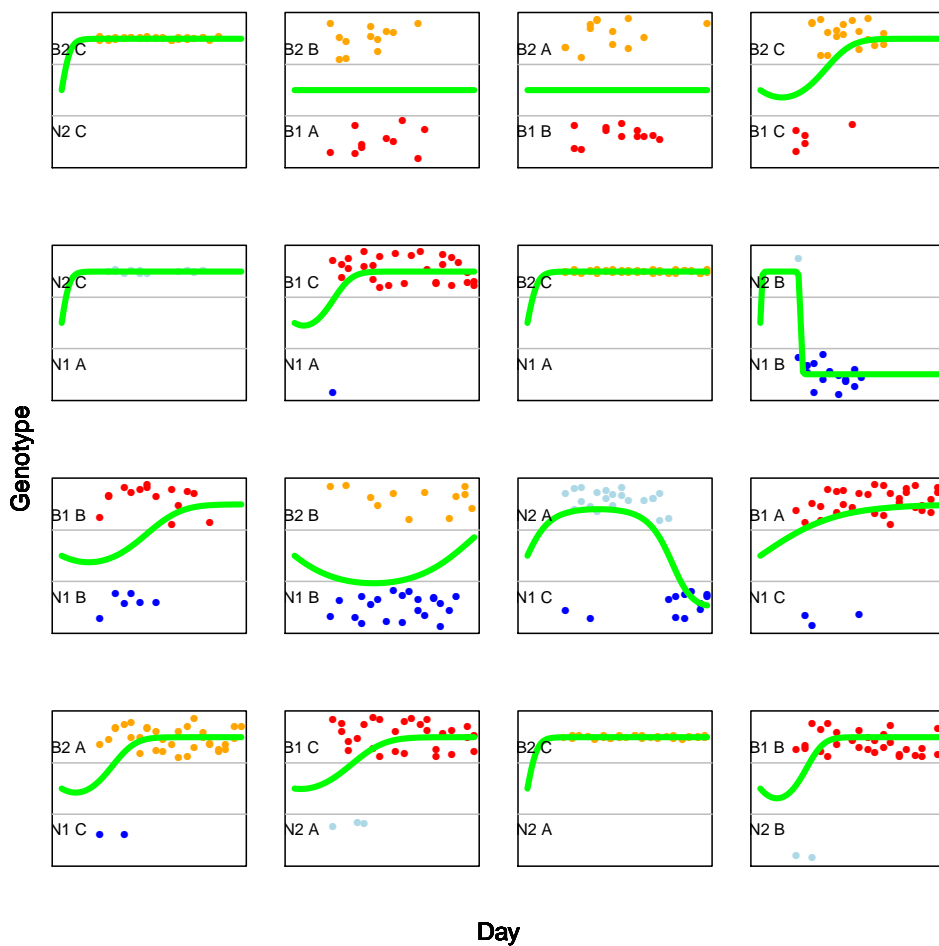 B2 C
B2 B
B2 A
B2 C
N2 C
B1 A
B1 B
B1 C
N2 C
B1 C
B2 C
N2 B
N1 A
N1 A
N1 A
N1 B
Genotype
B1 B
B2 B
N2 A
B1 A
N1 B
N1 B
N1 C
N1 C
B2 A
B1 C
B2 C
B1 B
N1 C
N2 A
N2 A
N2 B
Day